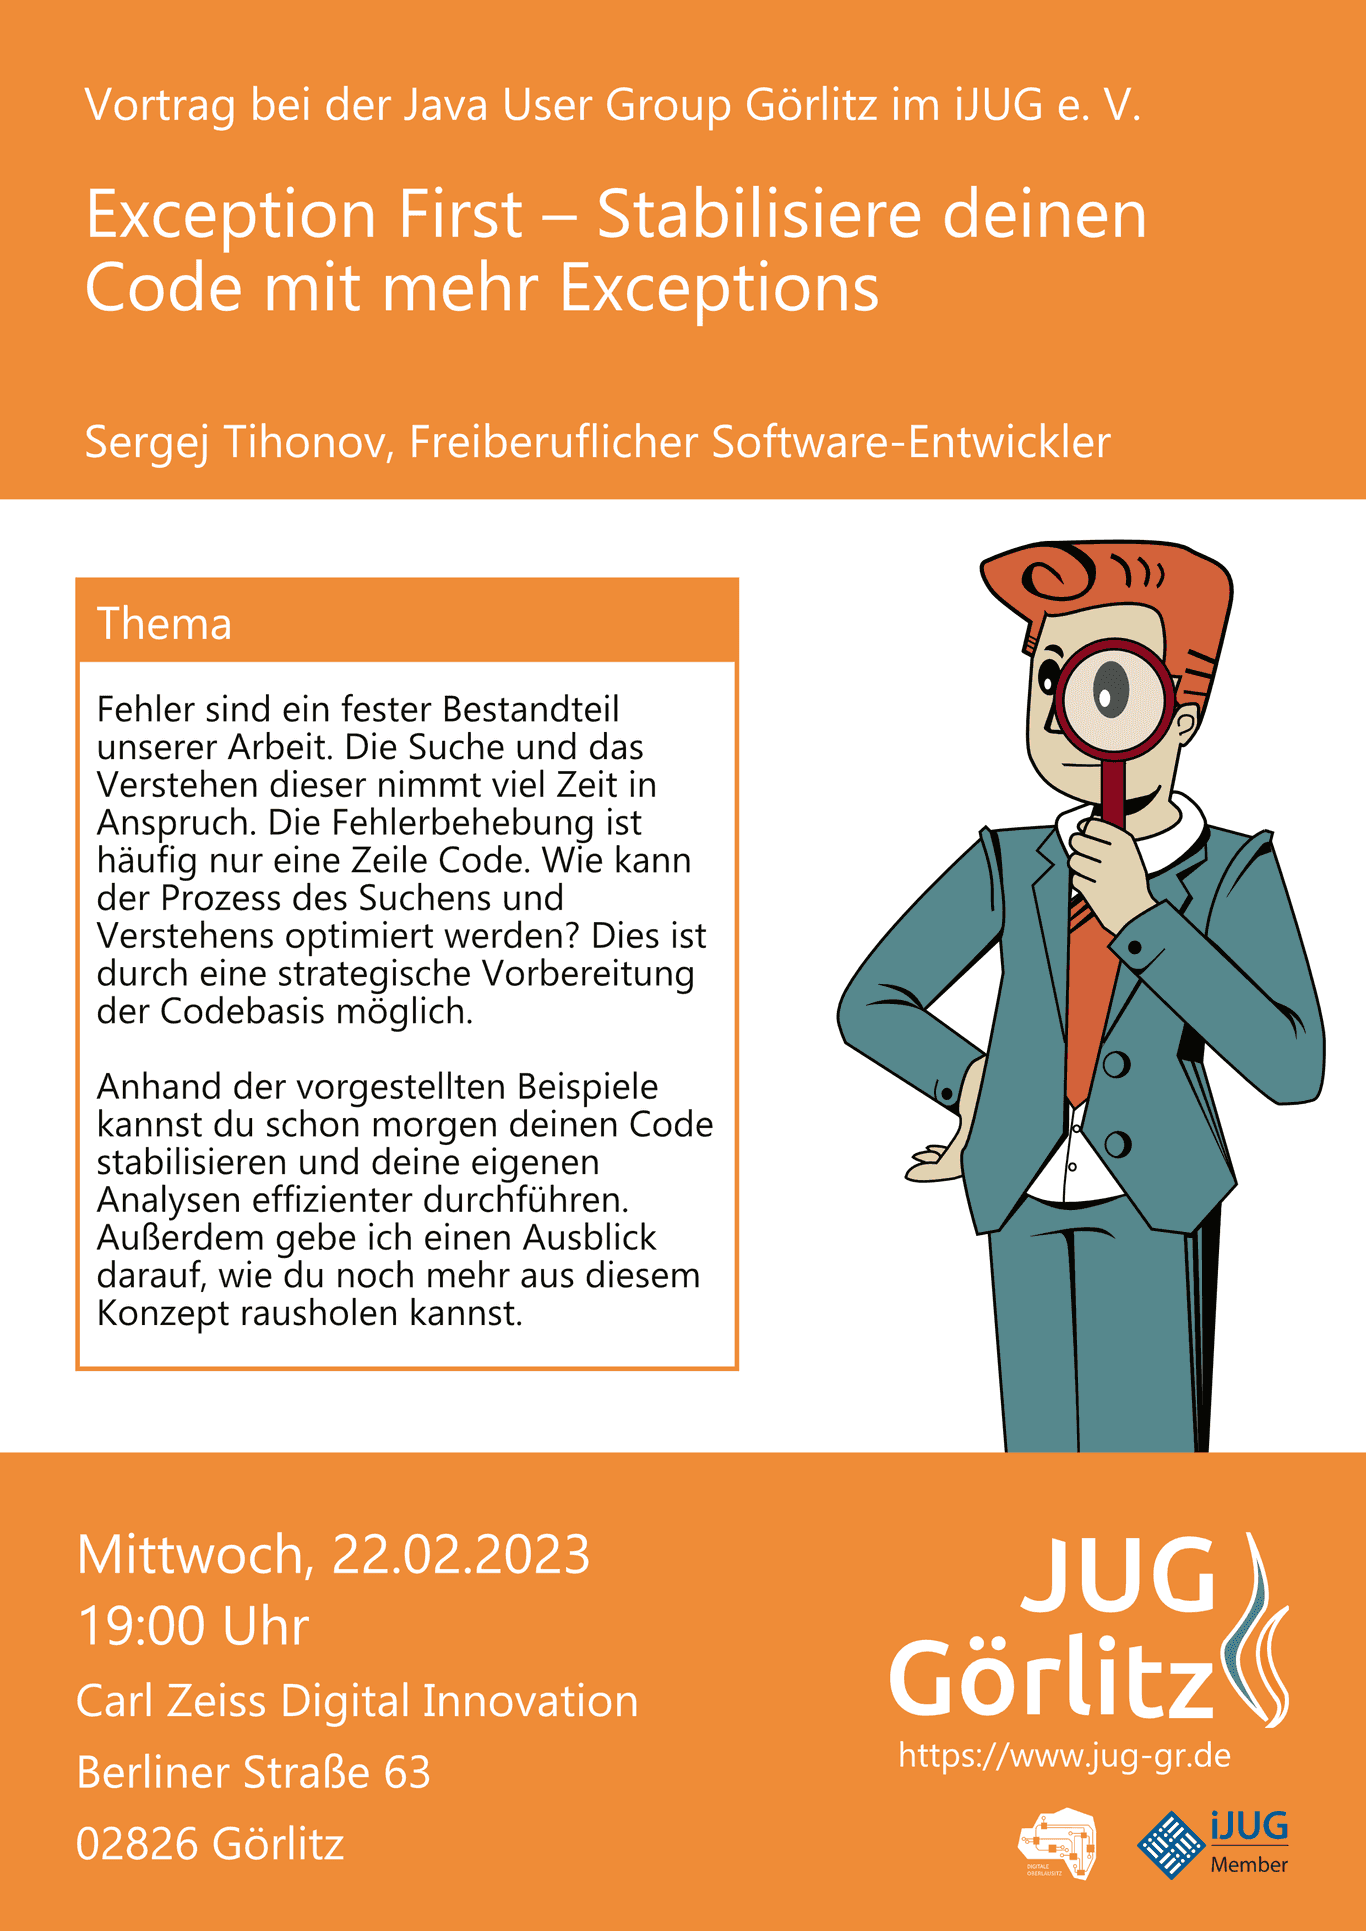 Vortrag bei der Java User Group Görlitz im iJUG e. V.
Exception First – Stabilisiere deinen
Code mit mehr Exceptions
Sergej Tihonov, Freiberuflicher Software-Entwickler
Thema
Fehler sind ein fester Bestandteil
unserer Arbeit. Die Suche und das
Verstehen dieser nimmt viel Zeit in
Anspruch. Die Fehlerbehebung ist
häufig nur eine Zeile Code. Wie kann
der Prozess des Suchens und
Verstehens optimiert werden? Dies ist
durch eine strategische Vorbereitung
der Codebasis möglich.
Anhand der vorgestellten Beispiele
kannst du schon morgen deinen Code
stabilisieren und deine eigenen
Analysen effizienter durchführen.
Außerdem gebe ich einen Ausblick
darauf, wie du noch mehr aus diesem
Konzept rausholen kannst.
Mittwoch, 22.02.2023
19:00 Uhr
Carl Zeiss Digital Innovation
Berliner Straße 63
02826 Görlitz
JUG
Görlitz
https://www.jug-gr.de
DIGITALE
OBERLAUSITZ
iJUG
Member